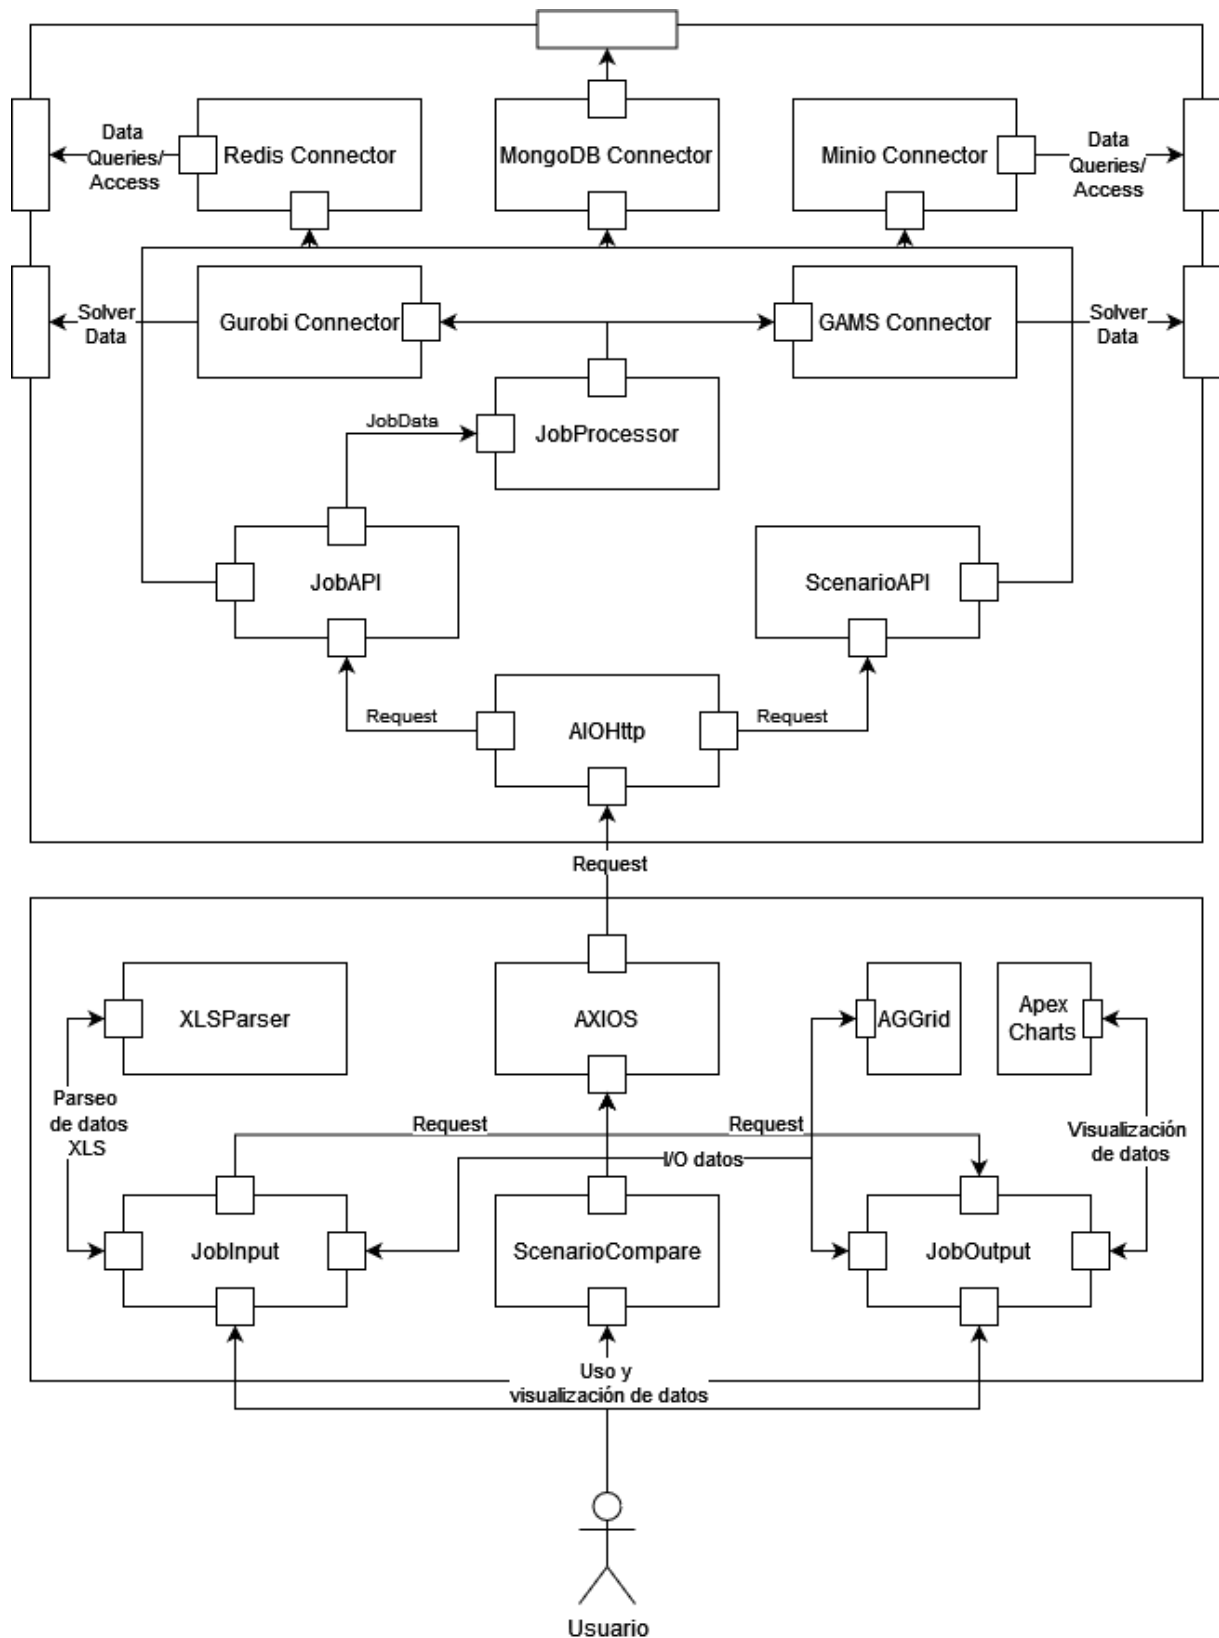 Data
Queries/
Access
Redis Connector
MongoDB Connector
Minio Connector
Data
Queries/
Access
Solver
Data
Gurobi Connector
GAMS Connector
Solver
Data
JobData
JobProcessor
JobAPI
ScenarioAPI
Request
AIOHttp
Request
Request
XLSParser
AXIOS
AGGrid
Apex
Charts
Parseo
de datos
XLS
Request
Request
I/O datos
Visualización
de datos
JobInput
ScenarioCompare
JobOutput
Uso y
visualización de datos
Usuario